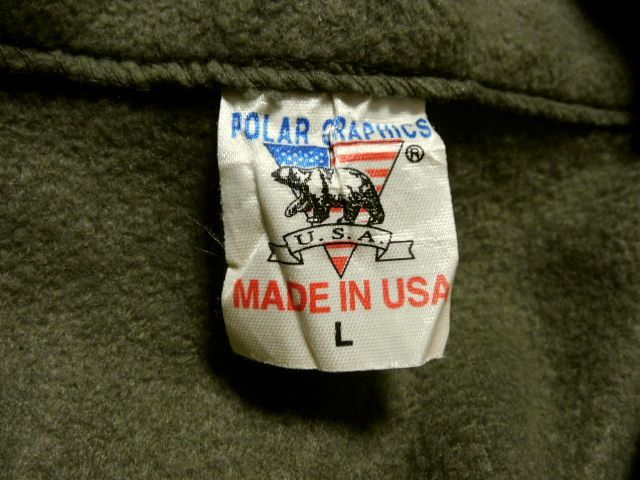 POLAR GRAPHICS
®
U.S.A.
MADE IN USA
L